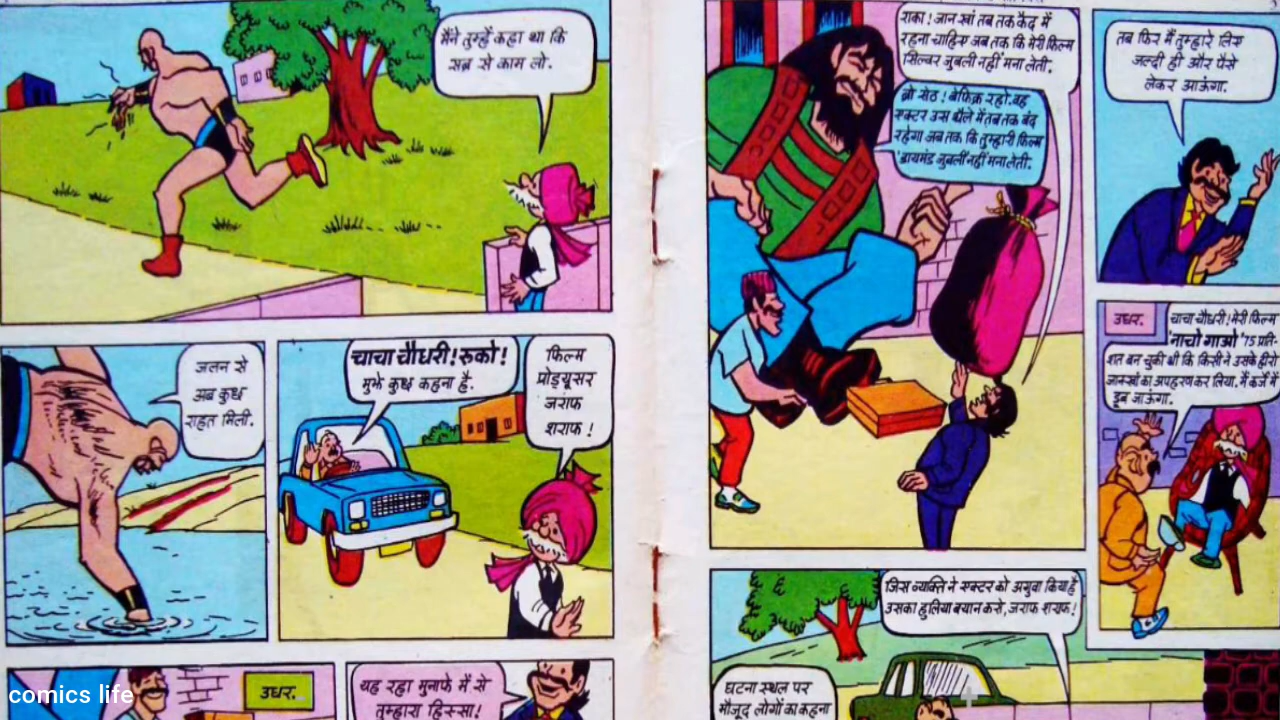 मैंने तुम्हें कहा था कि
सब्र से काम लो.
जलन से
अब कुछ
राहत मिली.
चाचा चौधरी! रुको!
मुझे कुछ कहना है.
फिल्म
प्रोड्यूसर
जर्राफ
शर्राफ!
उधर.
यह रहा मुनाफे में से
तुम्हारा हिस्सा!
राका! जान खां तब तक कैद में
रहना चाहिए जब तक कि मेरी फिल्म
सिल्वर जुबली नहीं मना लेती.
ब्रो सेठ! बेफिक्र रहो. वह
एक्टर उस थैले में तब तक बंद
रहेगा जब तक कि तुम्हारी फिल्म
डायमंड जुबली नहीं मना लेती.
तब फिर मैं तुम्हारे लिए
जल्दी ही और पैसे
लेकर आऊंगा.
उधर.
चाचा चौधरी! मेरी फिल्म
'नाचो गाओ' 75 प्रति-
शत बन चुकी थी कि किसी ने उसके हीरो
का अपहरण कर लिया. मैं कर्जे में
डूब जाऊंगा.
जिस व्यक्ति ने एक्टर को अगुवा किया है
उसका हुलिया बयान करो, जर्राफ शर्राफ!
घटना स्थल पर
मौजूद लोगों का कहना
comics life